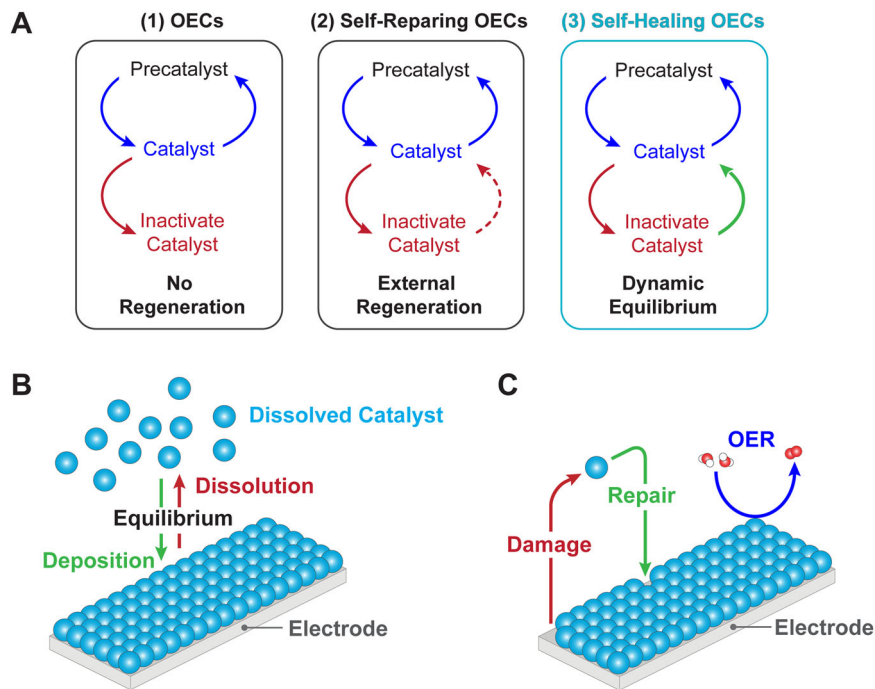 A
(1) OECs
Precatalyst
Catalyst
Inactivate
Catalyst
No
Regeneration
(2) Self-Repairing OECs
Precatalyst
Catalyst
Inactivate
Catalyst
External
Regeneration
(3) Self-Healing OECs
Precatalyst
Catalyst
Inactivate
Catalyst
Dynamic
Equilibrium
B
Dissolved Catalyst
Dissolution
Equilibrium
Deposition
Electrode
C
OER
Repair
Damage
Electrode